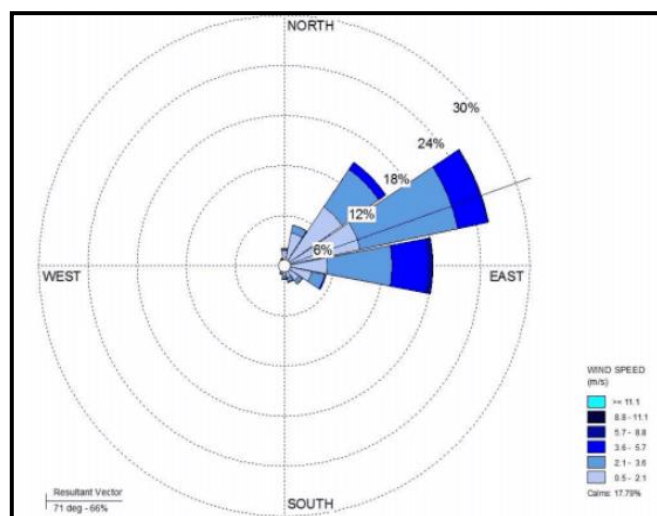 NORTH
30%
24%
18%
12%
6%
WEST
EAST
WIND SPEED
(m/s)
>= 11.1
8.8 - 11.1
5.7 - 8.8
3.6 - 5.7
2.1 - 3.6
0.5 - 2.1
Calms: 17.79%
Resultant Vector
71 deg - 66%
SOUTH